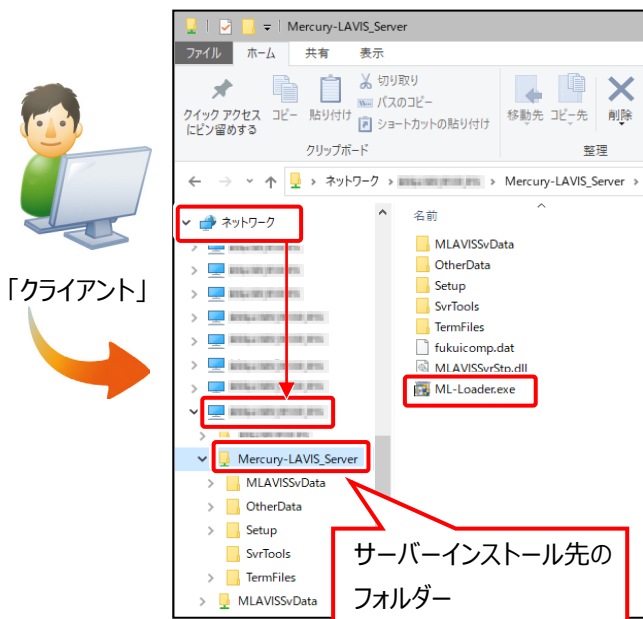 Mercury-LAVIS_Server
ファイル ホーム 共有 表示
クイック アクセス
にピン留めする
コピー
貼り付け
切り取り
パスのコピー
ショートカットの貼り付け
移動先
コピー先
削除
クリップボード
整理
ネットワーク > > Mercury-LAVIS_Server >
「クライアント」
ネットワーク
Mercury-LAVIS_Server
MLAVISSvData
OtherData
Setup
SvrTools
TermFiles
MLAVISSvData
名前
MLAVISSvData
OtherData
Setup
SvrTools
TermFiles
fukuicomp.dat
MLAVISSvrStp.dll
ML-Loader.exe
サーバーインストール先の
フォルダー